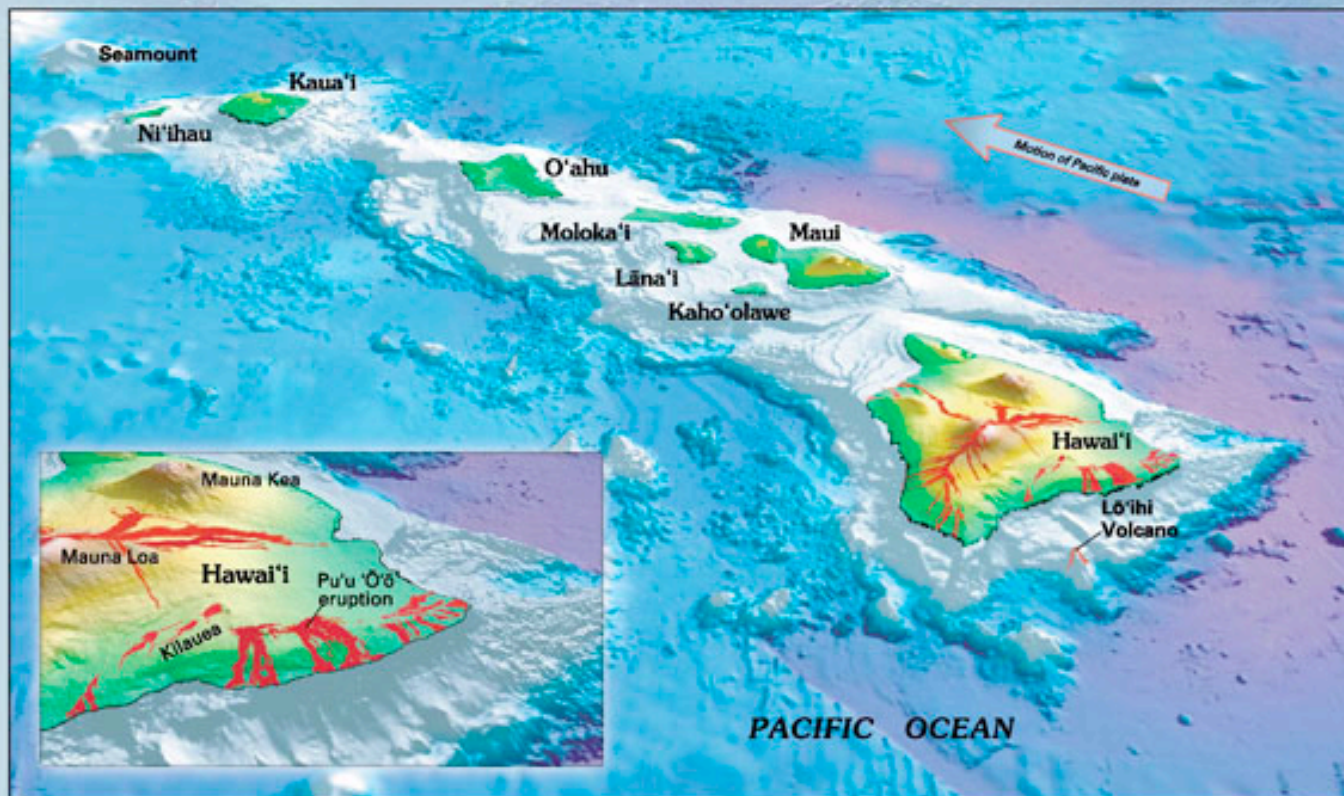 Seamount
Kaua‘i
Ni‘ihau
O‘ahu
Motion of Pacific plate
Moloka‘i
Maui
Lāna‘i
Kaho‘olawe
Hawai‘i
Lō‘ihi
Volcano
Mauna Kea
Mauna Loa
Hawai‘i
Pu‘u ‘Ō‘ō‘
eruption
Kilauea
PACIFIC OCEAN